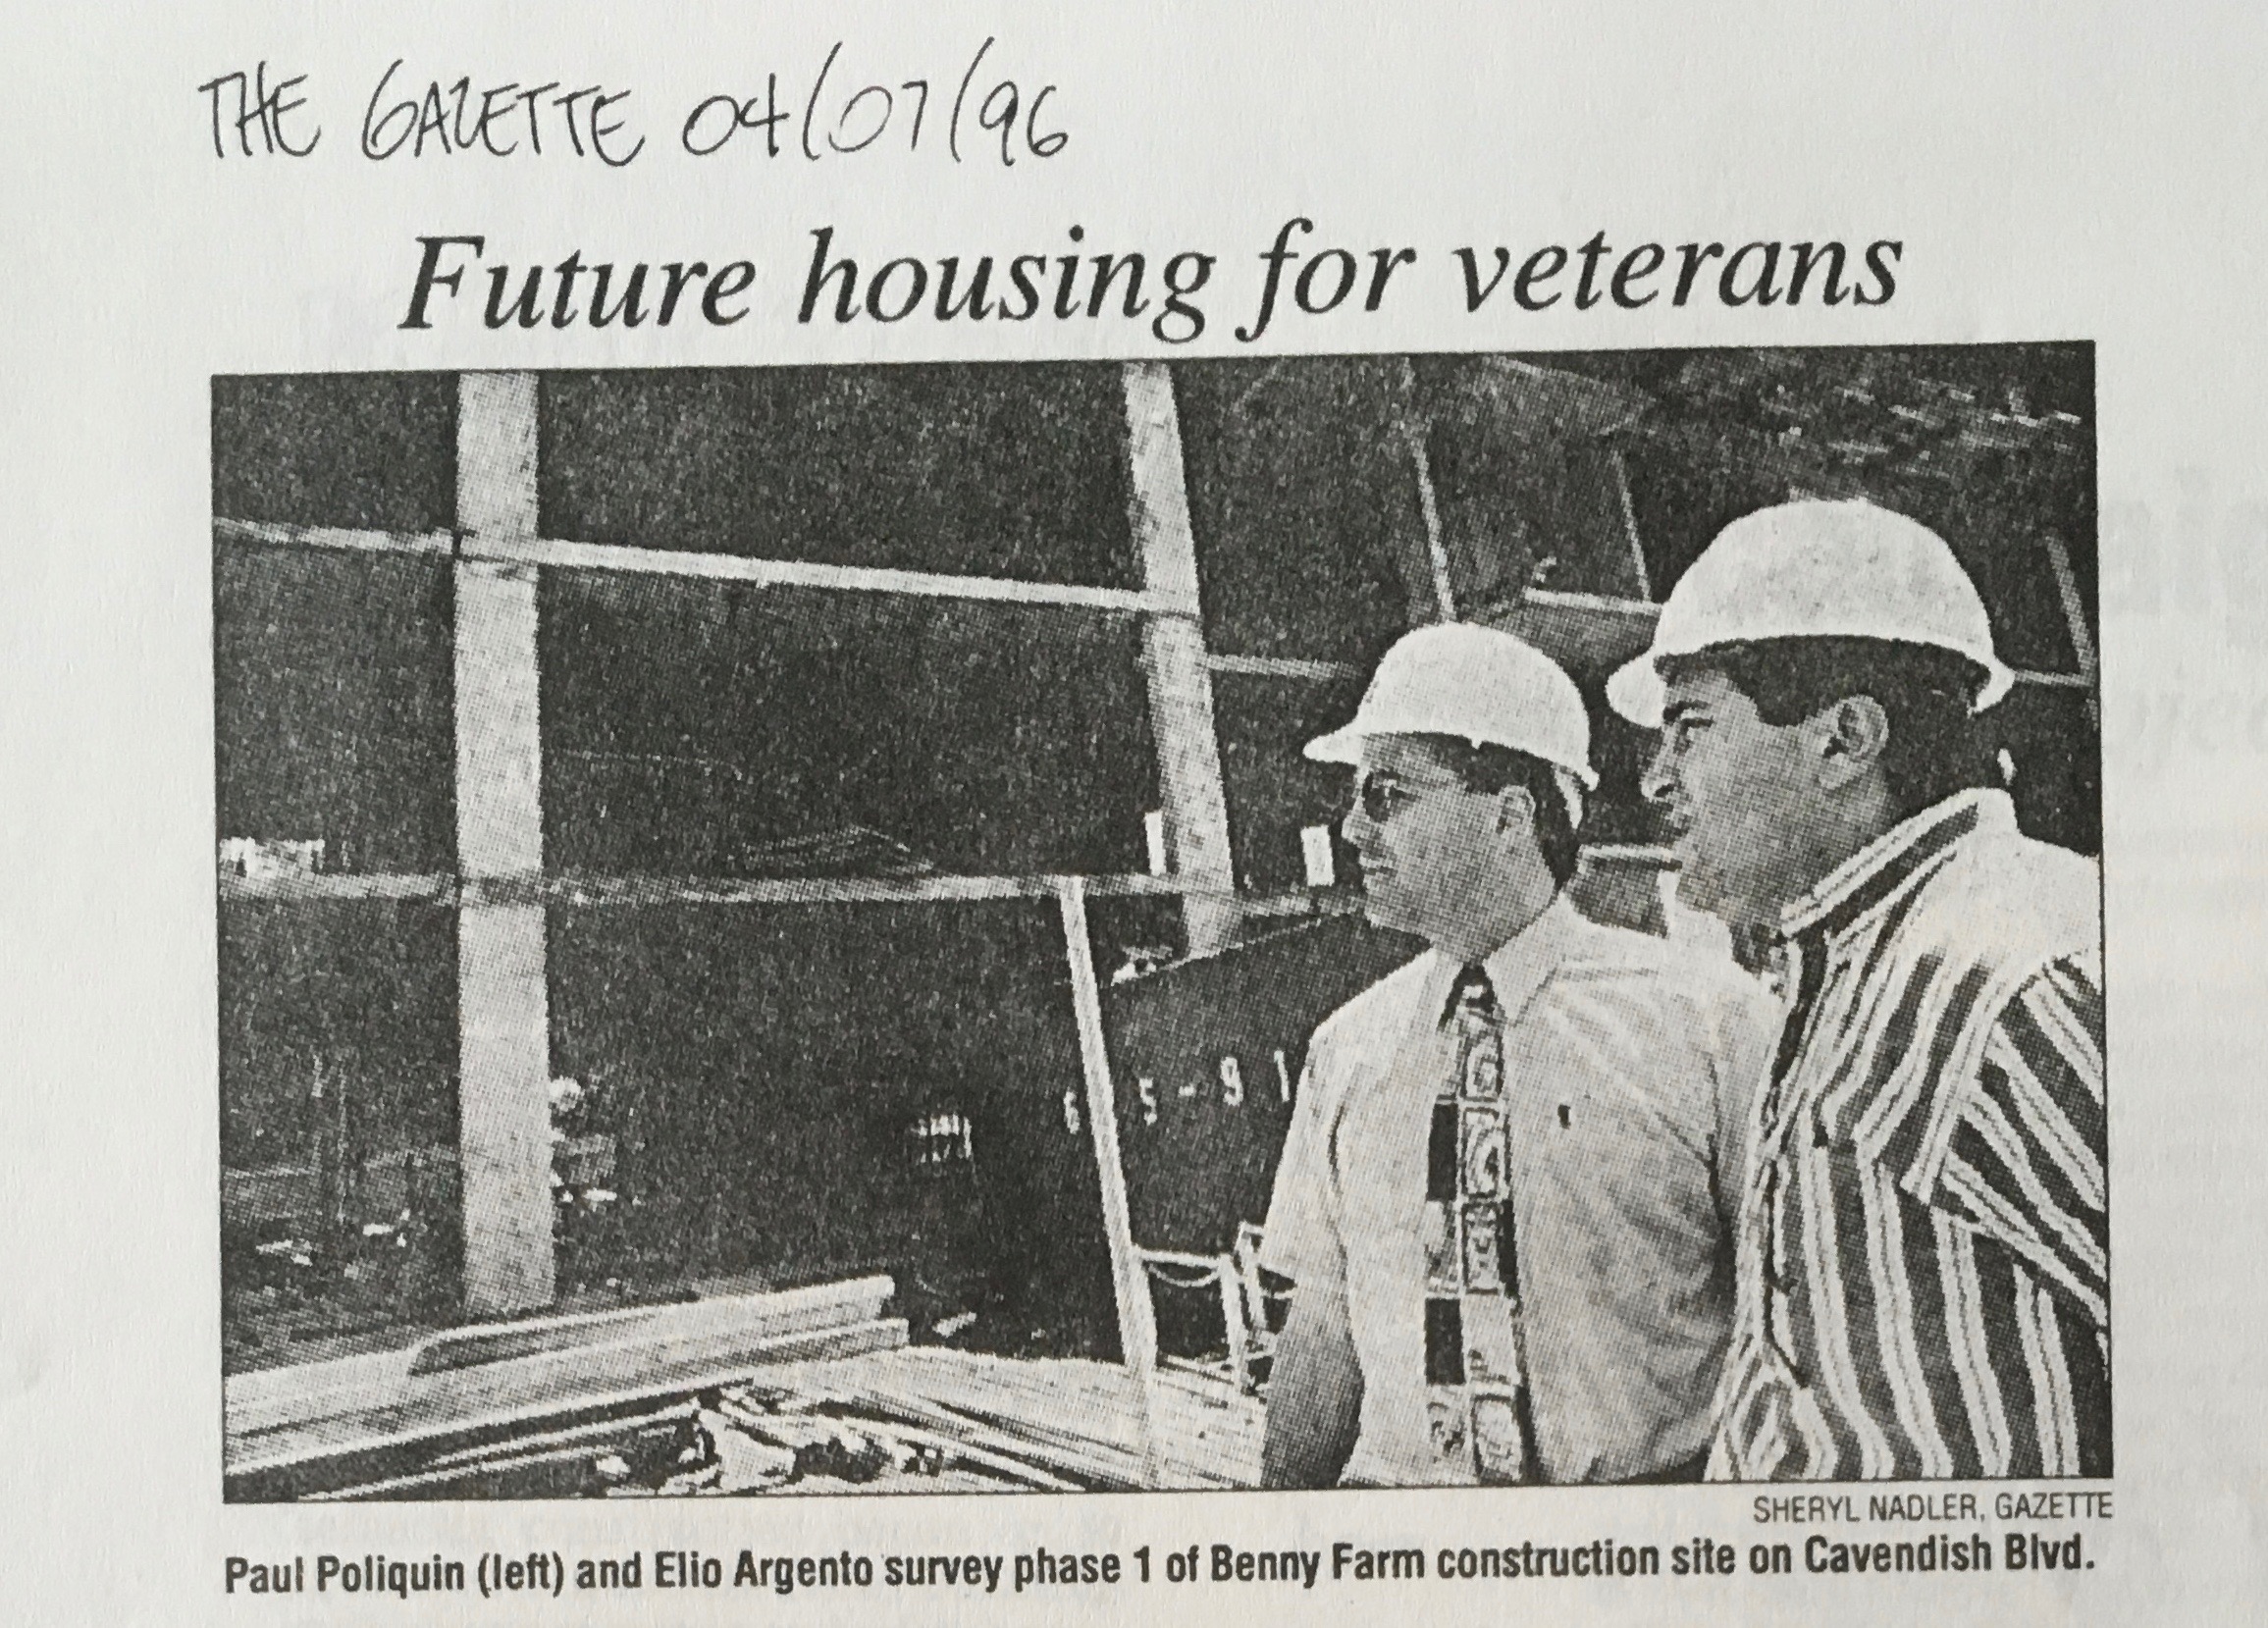 THE GAZETTE 04/07/96
Future housing for veterans
5-91
SHERYL NADLER, GAZETTE
Paul Poliquin (left) and Elio Argento survey phase 1 of Benny Farm construction site on Cavendish Blvd.